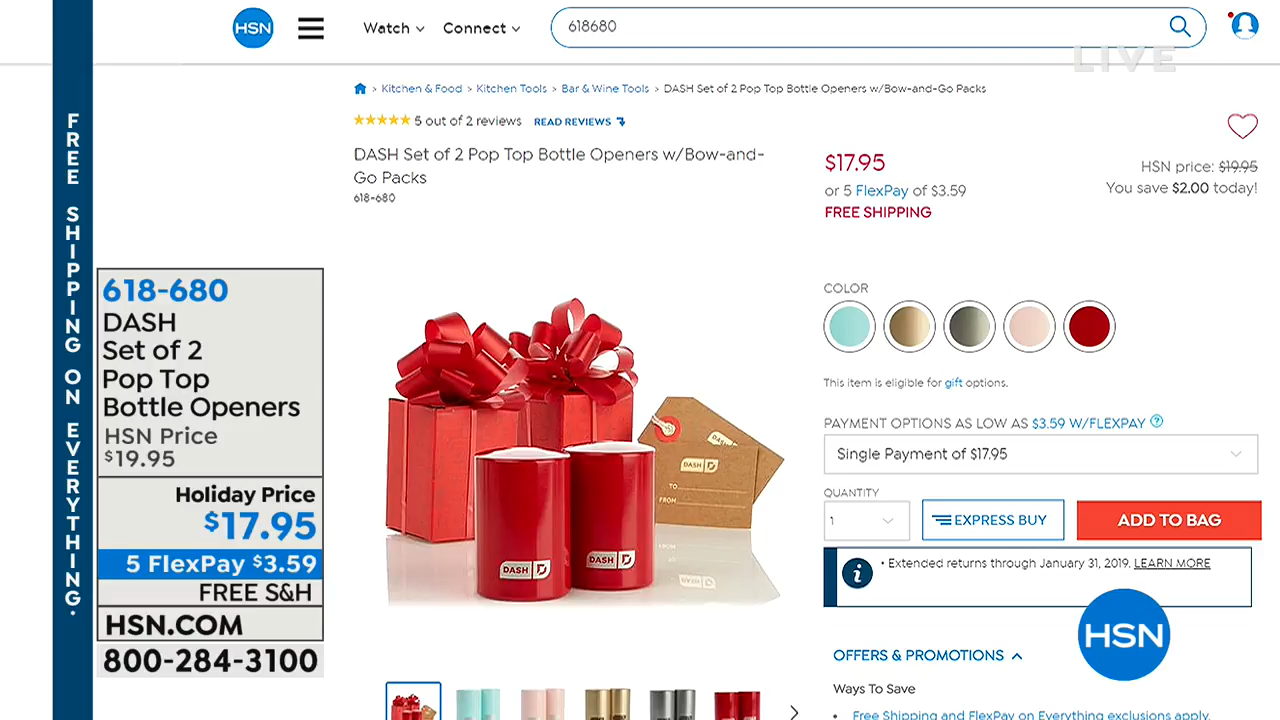 HSN
Watch
Connect
618680
LIVE
FREE SHIPPING ON EVERYTHING.
Kitchen & Food > Kitchen Tools > Bar & Wine Tools > DASH Set of 2 Pop Top Bottle Openers w/Bow-and-Go Packs
5 out of 2 reviews READ REVIEWS
DASH Set of 2 Pop Top Bottle Openers w/Bow-and-
Go Packs
618-680
$17.95
or 5 FlexPay of $3.59
FREE SHIPPING
HSN price: $19.95
You save $2.00 today!
618-680
DASH
Set of 2
Pop Top
Bottle Openers
HSN Price
$19.95
Holiday Price
$17.95
5 FlexPay $3.59
FREE S&H
HSN.COM
800-284-3100
DASH
DASH
TO
FROM
DASH
DASH
COLOR
This item is eligible for gift options.
PAYMENT OPTIONS AS LOW AS $3.59 W/FLEXPAY ?
Single Payment of $17.95
QUANTITY
1
EXPRESS BUY
ADD TO BAG
i
• Extended returns through January 31, 2019. LEARN MORE
HSN
OFFERS & PROMOTIONS
Ways To Save
• Free Shipping and FlexPay on Everything exclusions apply.